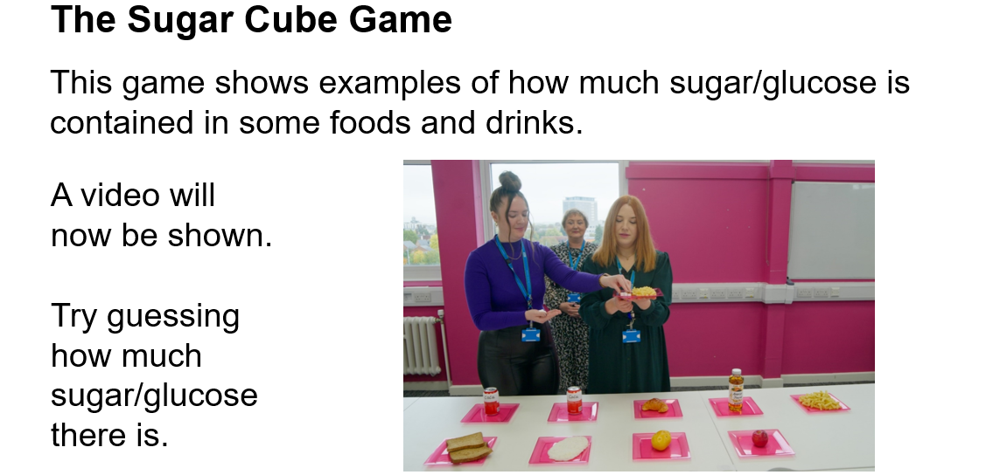 The Sugar Cube Game
This game shows examples of how much sugar/glucose is
contained in some foods and drinks.
A video will
now be shown.
Try guessing
how much
sugar/glucose
there is.